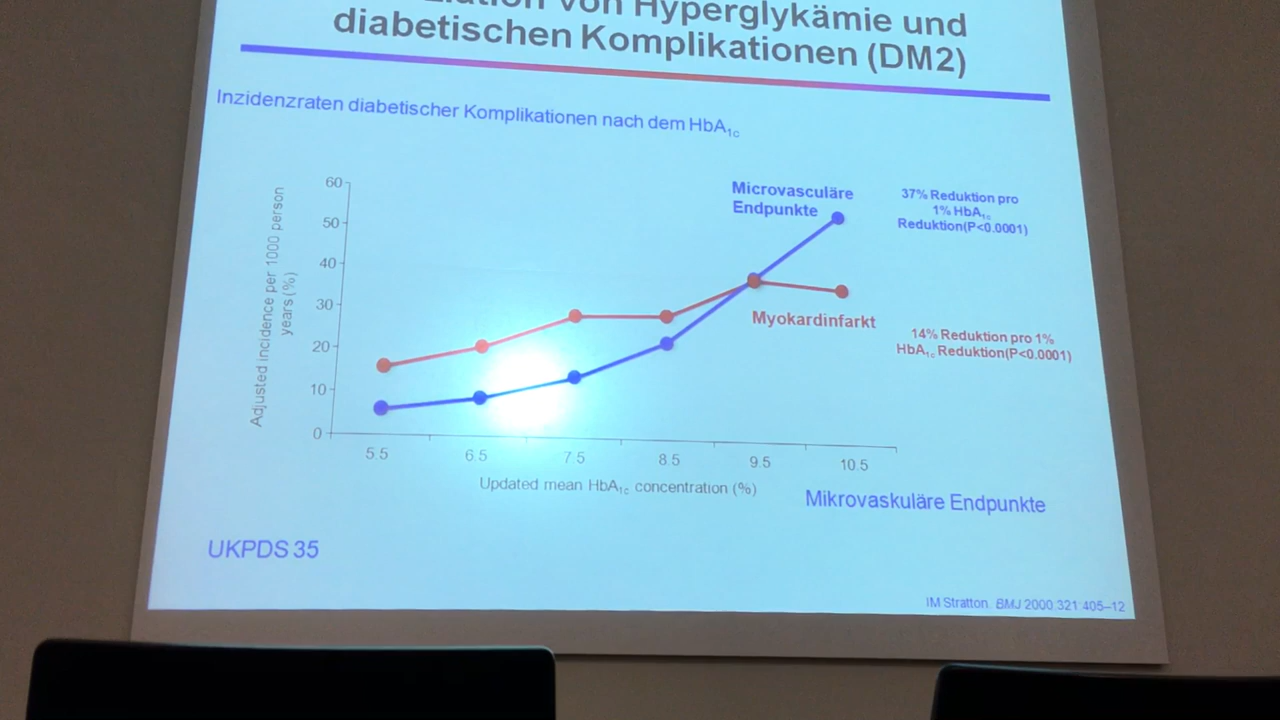 von Hyperglykämie und
diabetischen Komplikationen (DM2)
Inzidenzraten diabetischer Komplikationen nach dem HbA1c
Adjusted incidence per 1000 person
years (%)
60
50
40
30
20
10
0
5.5
6.5
7.5
8.5
9.5
10.5
Updated mean HbA1c concentration (%)
Microvasculäre
Endpunkte
37% Reduktion pro
1% HbA1c
Reduktion(P<0.0001)
Myokardinfarkt
14% Reduktion pro 1%
HbA1c Reduktion(P<0.0001)
Mikrovaskuläre Endpunkte
UKPDS 35
IM Stratton. BMJ 2000;321:405–12